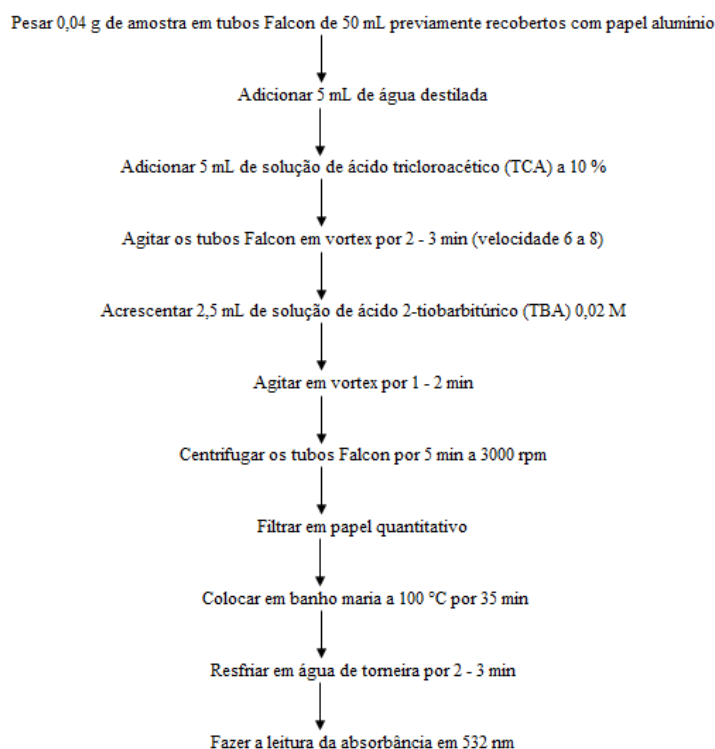 Pesar 0,04 g de amostra em tubos Falcon de 50 mL previamente recobertos com papel alumínio
Adicionar 5 mL de água destilada
Adicionar 5 mL de solução de ácido tricloroacético (TCA) a 10 %
Agitar os tubos Falcon em vortex por 2 - 3 min (velocidade 6 a 8)
Acrescentar 2,5 mL de solução de ácido 2-tiobarbitúrico (TBA) 0,02 M
Agitar em vortex por 1 - 2 min
Centrifugar os tubos Falcon por 5 min a 3000 rpm
Filtrar em papel quantitativo
Colocar em banho maria a 100 °C por 35 min
Resfriar em água de torneira por 2 - 3 min
Fazer a leitura da absorbância em 532 nm